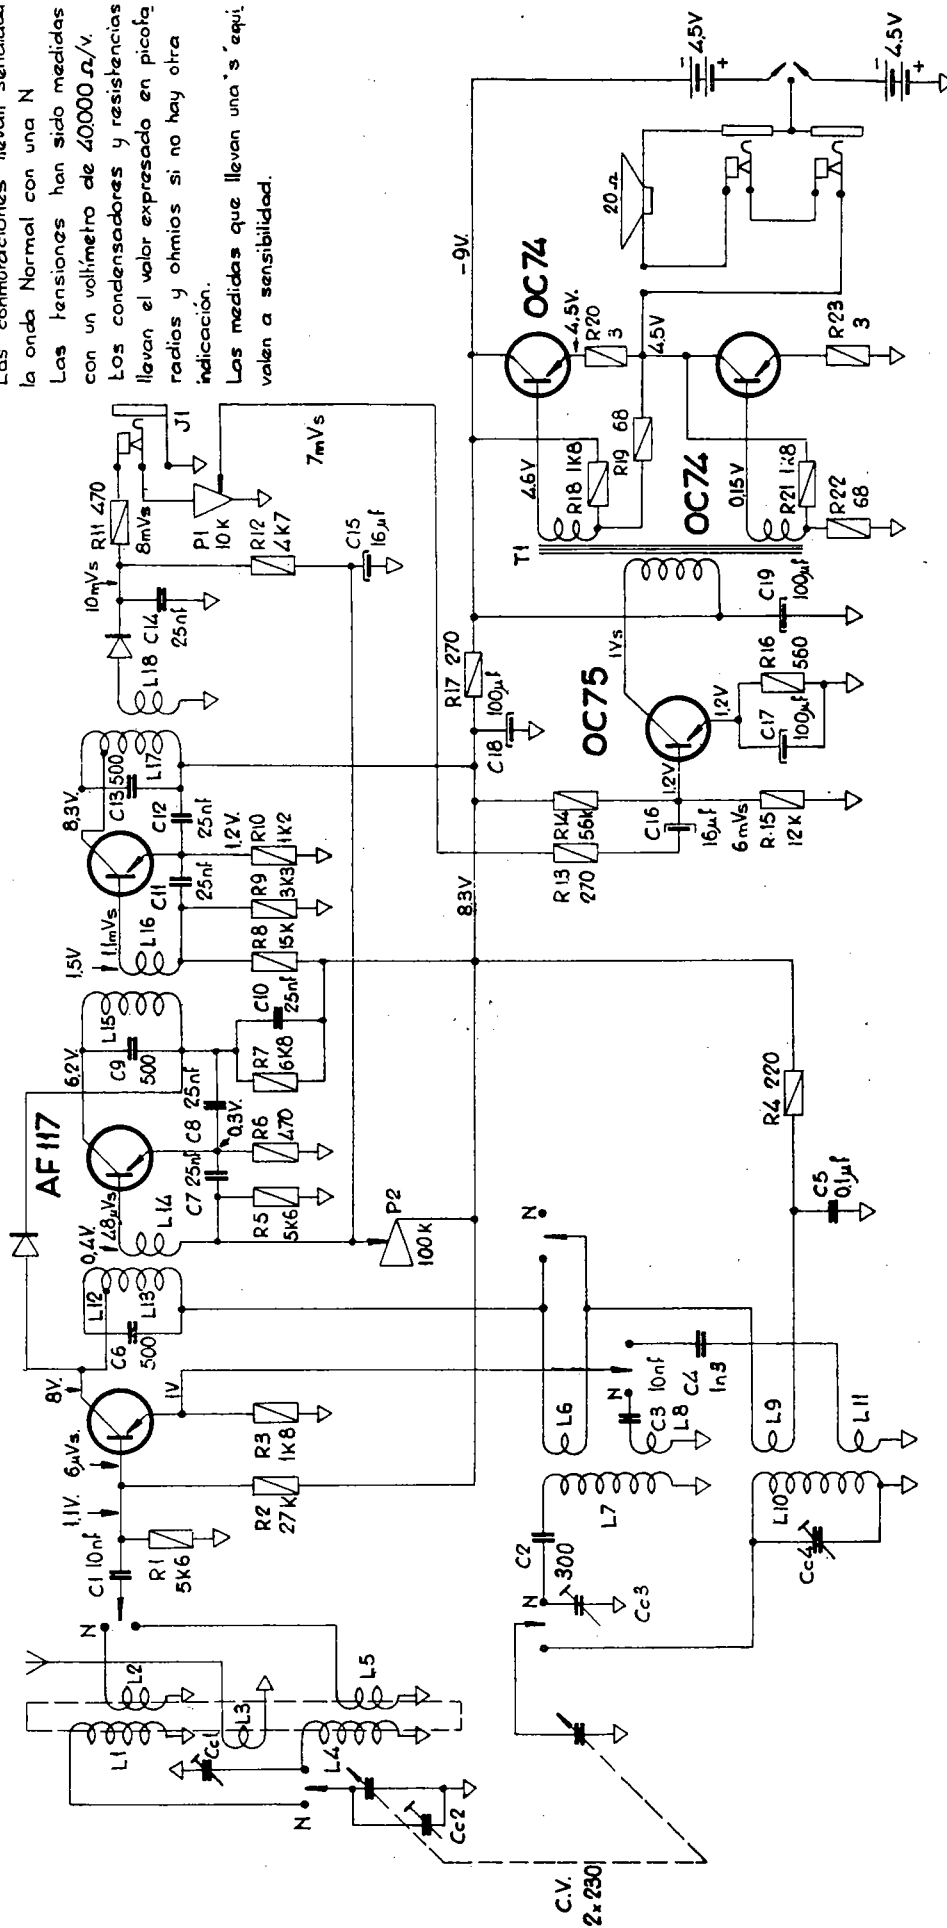 la onda Normal con una N
Las tensiones han sido medidas
con un voltímetro de 40.000 Ω/v.
Los condensadores y resistencias
llevan el valor expresado en picofa
radios y ohmios si no hay otra
indicación.
Las medidas que llevan una 's' equi
valen a sensibilidad.
AF 117
OC75
OC74
OC74
L1
L2
L3
L4
L5
N
N
Cc1
Cc2
C.V.
2x230
C1 10nf
1,1V.
6µVs.
R1
5K6
R2
27K
R3
1K8
8V.
1V
C6
500
L12
L13
0,4V.
48µVs
L14
C7 25nf
C8 25nf
0,3V.
R5
5K6
R6
470
R7
6K8
C10
25nf
P2
100K
6,2V.
C9
500
L15
1,5V
1,1mVs
L16
R8
15K
R9
3K3
R10
1K2
C11
25nf
C12
25nf
1,2V.
8,3V.
C13 500
L17
L18
C14
25nf
10mVs
R11 470
8mVs
J1
P1
10K
R12
4K7
C15
16µf
7mVs
N
C2
300
Cc3
L7
L6
N
N
C3 10nf
L8
C4
1n3
L9
L10
L11
Cc4
R4 220
C5
0,1µf
8,3V
R17 270
C18
100µf
R13
270
R14
56K
C16
16µf
6mVs
R15
12K
1,2V
1,2V
C17
100µf
R16
560
C19
100µf
1Vs
T1
-9V.
4,6V
R18 1K8
R19 68
4,5V.
R20
3
4,5V
0,15V
R21 1K8
R22
68
R23
3
20Ω
4,5V
4,5V